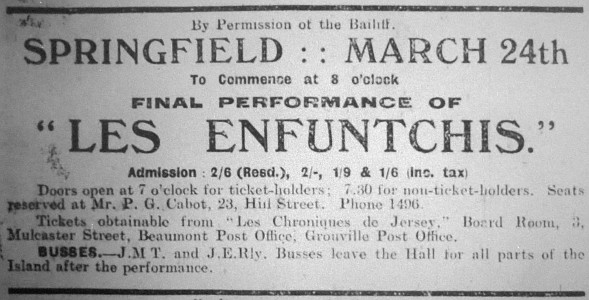 By Permission of the Bailiff.
SPRINGFIELD :: MARCH 24th
To Commence at 8 o'clock
FINAL PERFORMANCE OF
"LES ENFUNTCHIS."
Admission : 2/6 (Resd.), 2/-, 1/9 & 1/6 (inc. tax)
Doors open at 7 o'clock for ticket-holders; 7.30 for non-ticket-holders. Seats
reserved at Mr. P. G. Cabot, 23, Hill Street. Phone 1496.
Tickets obtainable from "Les Chroniques de Jersey," Board Room, 3,
Mulcaster Street, Beaumont Post Office, Gronville Post Office.
BUSSES.—J.M T. and J.E.Rly. Busses leave the Hall for all parts of the
Island after the performance.